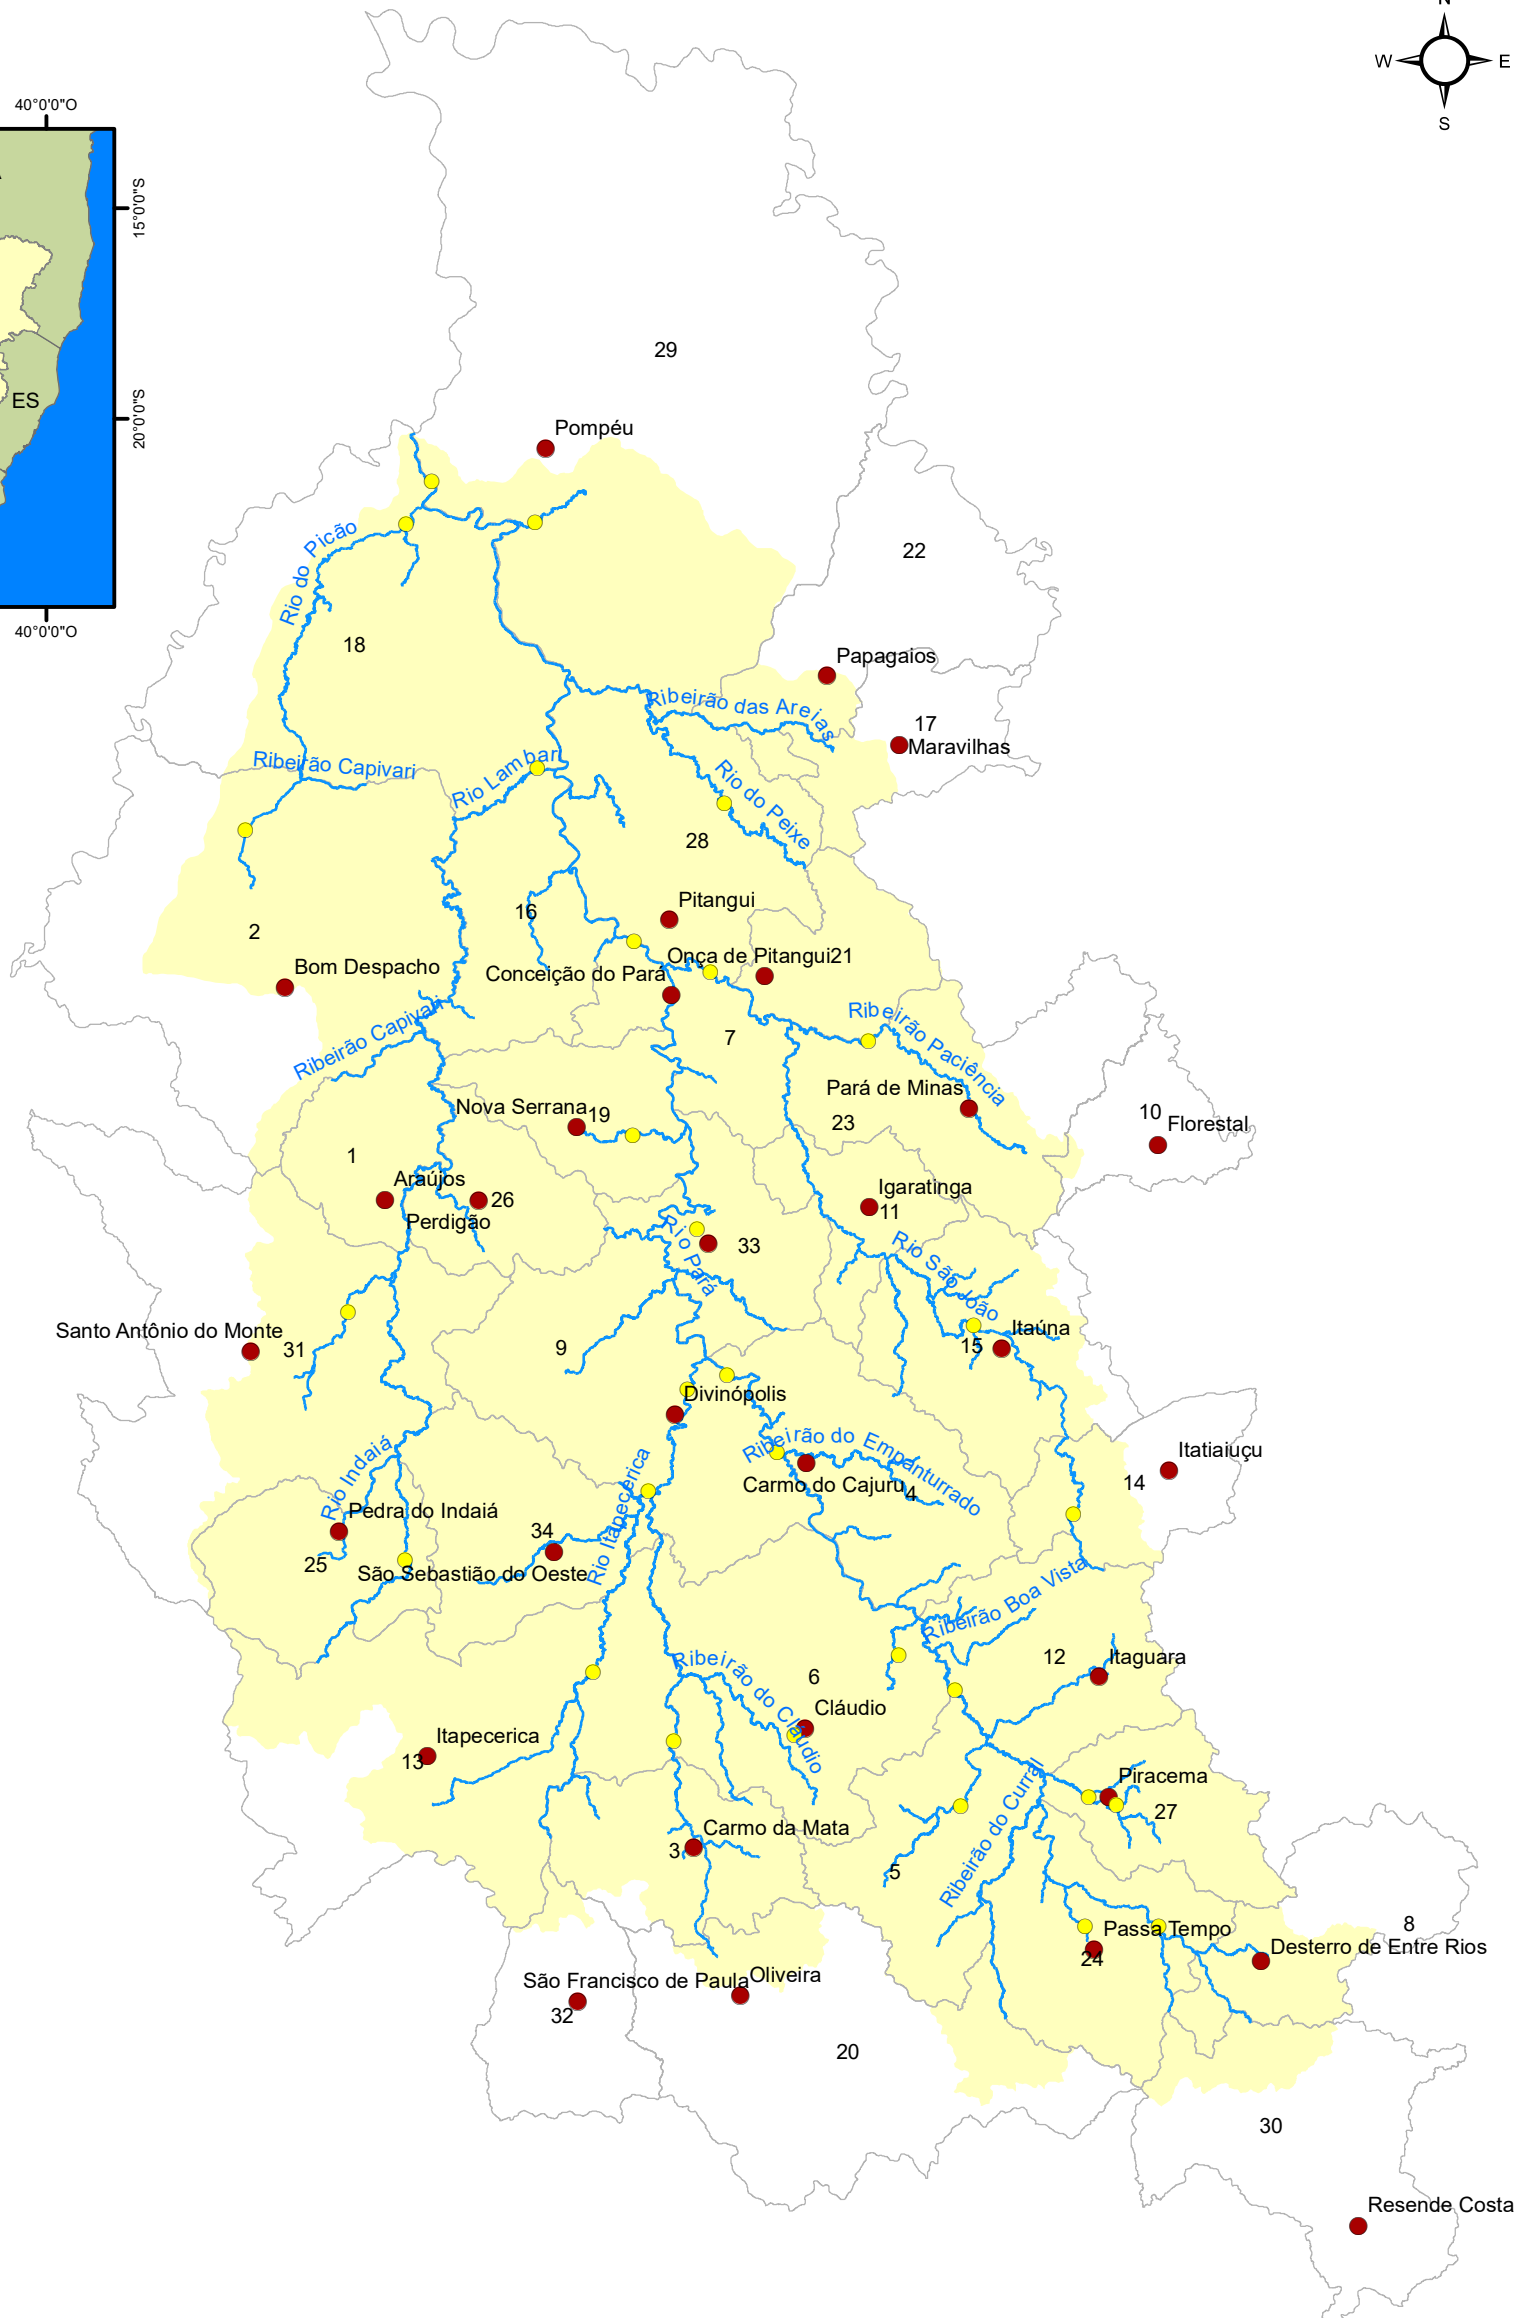 N
W
E
S
40°0'0"O
15°0'0"S
ES
20°0'0"S
40°0'0"O
29
Pompéu
22
Rio do Picão
18
Papagaios
Ribeirão das Areias
17
Maravilhas
Ribeirão Capivari
Rio Lambari
Rio do Peixe
28
16
Pitangui
2
Onça de Pitangui
21
Bom Despacho
Conceição do Pará
Ribeirão Capivari
7
Ribeirão Paciência
Pará de Minas
Nova Serrana
19
23
10
Florestal
1
Araújos
26
Perdigão
Igaratinga
11
Rio Pará
33
Rio São João
Santo Antônio do Monte
31
9
Itaúna
15
Divinópolis
Ribeirão do Empanturrado
Carmo do Cajuru
4
Itatiaiuçu
14
Rio Indaiá
Pedra do Indaiá
25
34
São Sebastião do Oeste
Rio Itapecerica
Ribeirão Boa Vista
12
Itaguara
Ribeirão do Cláudio
6
Cláudio
Itapecerica
13
Piracema
27
Ribeirão do Curral
Carmo da Mata
3
5
8
Passa Tempo
24
Desterro de Entre Rios
São Francisco de Paula
32
Oliveira
20
30
Resende Costa